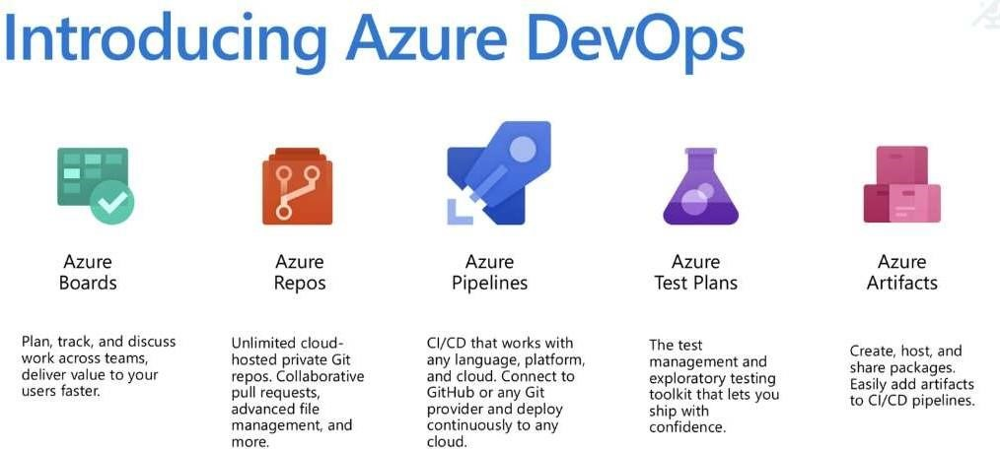 Introducing Azure DevOps
Azure
Boards
Plan, track, and discuss
work across teams,
deliver value to your
users faster.
Azure
Repos
Unlimited cloud-
hosted private Git
repos. Collaborative
pull requests,
advanced file
management, and
more.
Azure
Pipelines
CI/CD that works with
any language, platform,
and cloud. Connect to
GitHub or any Git
provider and deploy
continuously to any
cloud.
Azure
Test Plans
The test
management and
exploratory testing
toolkit that lets you
ship with
confidence.
Azure
Artifacts
Create, host, and
share packages.
Easily add artifacts
to CI/CD pipelines.